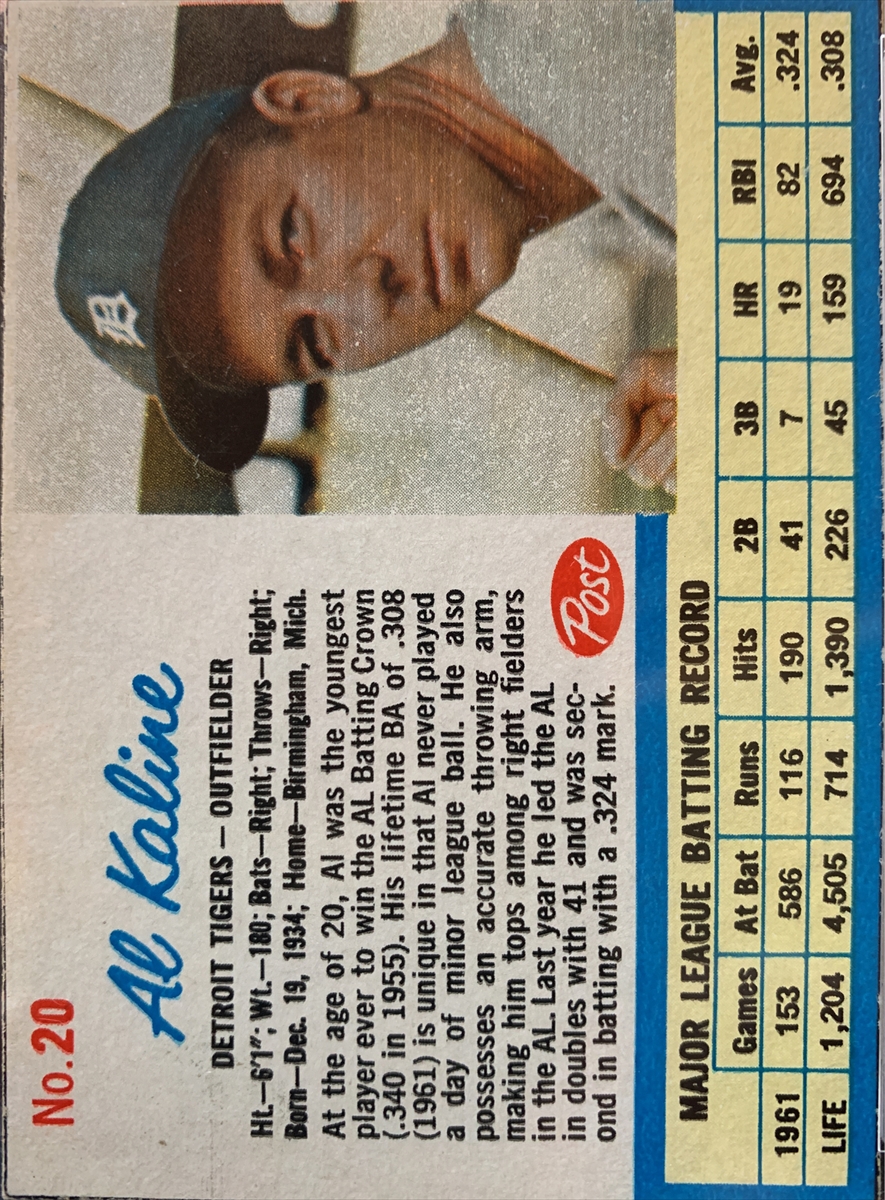 No.20
Al Kaline
DETROIT TIGERS – OUTFIELDER
Ht.–6'1"; Wt.–180; Bats–Right; Throws–Right;
Born–Dec. 19, 1934; Home–Birmingham, Mich.
At the age of 20, Al was the youngest
player ever to win the AL Batting Crown
(.340 in 1955). His lifetime BA of .308
(1961) is unique in that Al never played
a day of minor league ball. He also
possesses an accurate throwing arm,
making him tops among right fielders
in the AL. Last year he led the AL
in doubles with 41 and was sec-
ond in batting with a .324 mark.
Post
D
MAJOR LEAGUE BATTING RECORD
Games At Bat Runs Hits 2B 3B HR RBI Avg.
1961 153 586 116 190 41 7 19 82 .324
LIFE 1,204 4,505 714 1,390 226 45 159 694 .308